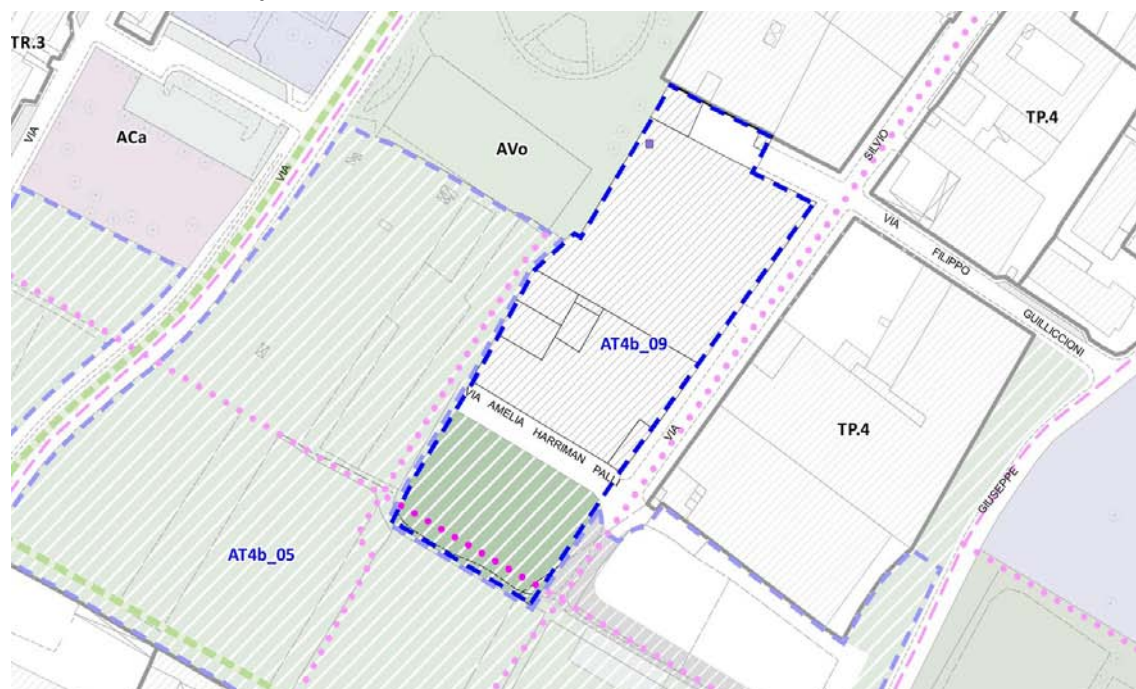 TR.3
VIA
ACa
VIA
AVo
SILVIO
TP.4
VIA
FILIPPO
GUILLICCIONI
AT4b_09
VIA AMELIA HARRIMAN PALLI
VIA
TP.4
GIUSEPPE
AT4b_05